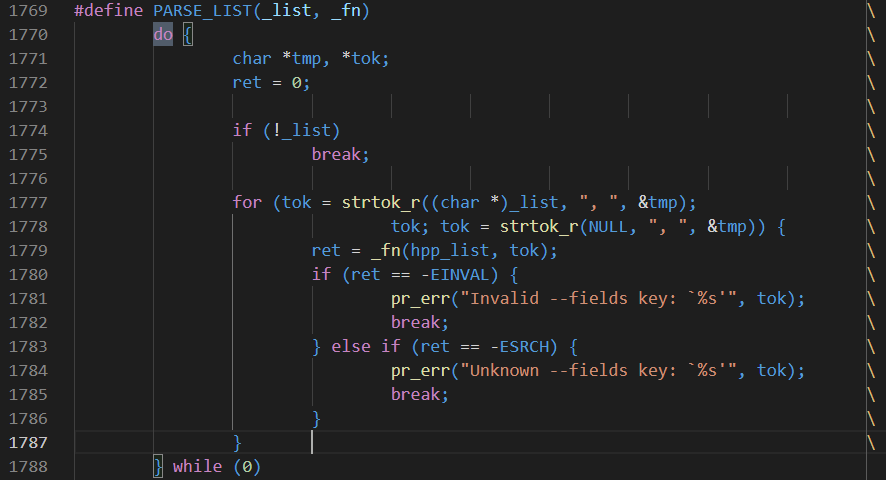 1769 #define PARSE_LIST(_list, _fn) \
1770 do { \
1771 char *tmp, *tok; \
1772 ret = 0; \
1773 \
1774 if (!_list) \
1775 break; \
1776 \
1777 for (tok = strtok_r((char *)_list, ", ", &tmp); \
1778 tok; tok = strtok_r(NULL, ", ", &tmp)) { \
1779 ret = _fn(hpp_list, tok); \
1780 if (ret == -EINVAL) { \
1781 pr_err("Invalid --fields key: `%s'", tok); \
1782 break; \
1783 } else if (ret == -ESRCH) { \
1784 pr_err("Unknown --fields key: `%s'", tok); \
1785 break; \
1786 } \
1787 } \
1788 } while (0)